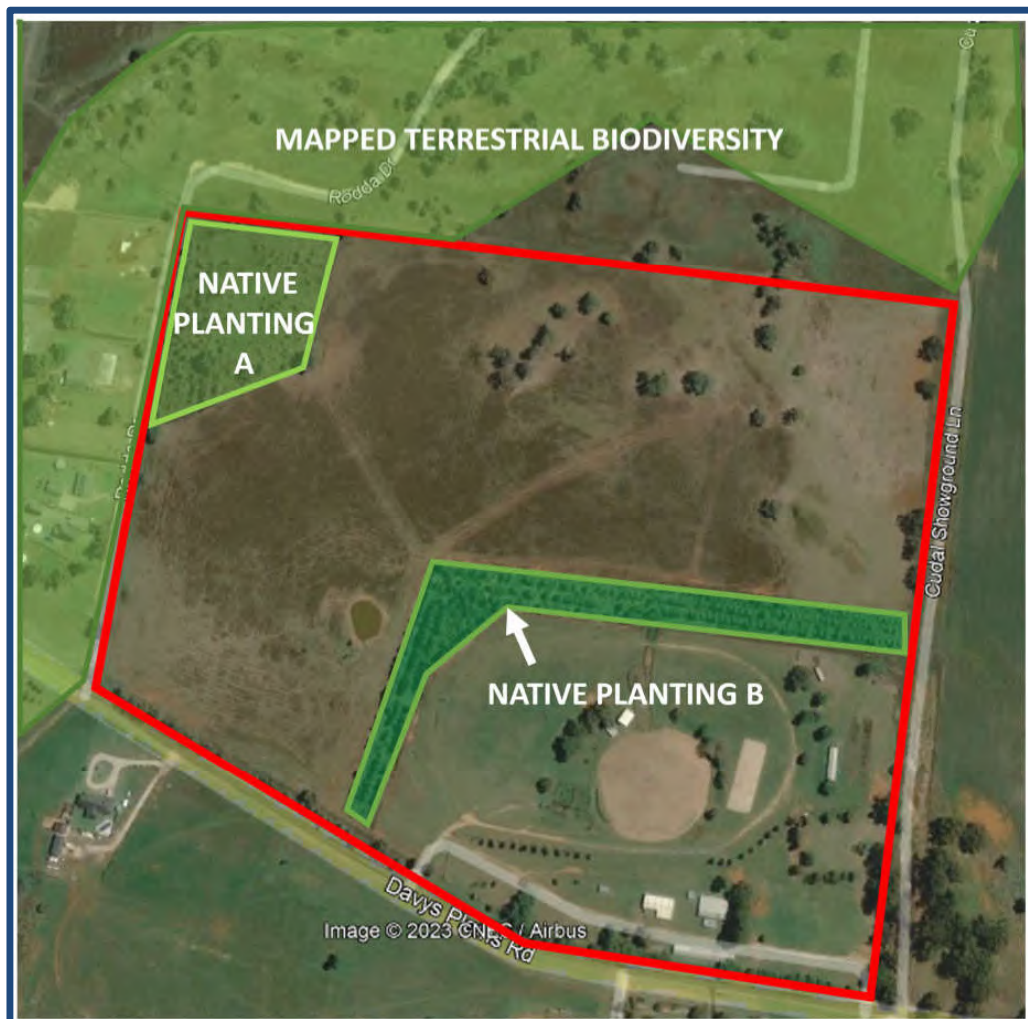 Cu
MAPPED TERRESTRIAL BIODIVERSITY
Rodda Dr
NATIVE
PLANTING
A
Cudal Showground Ln
NATIVE PLANTING B
Davys Plains Rd
Image © 2023 CNES / Airbus